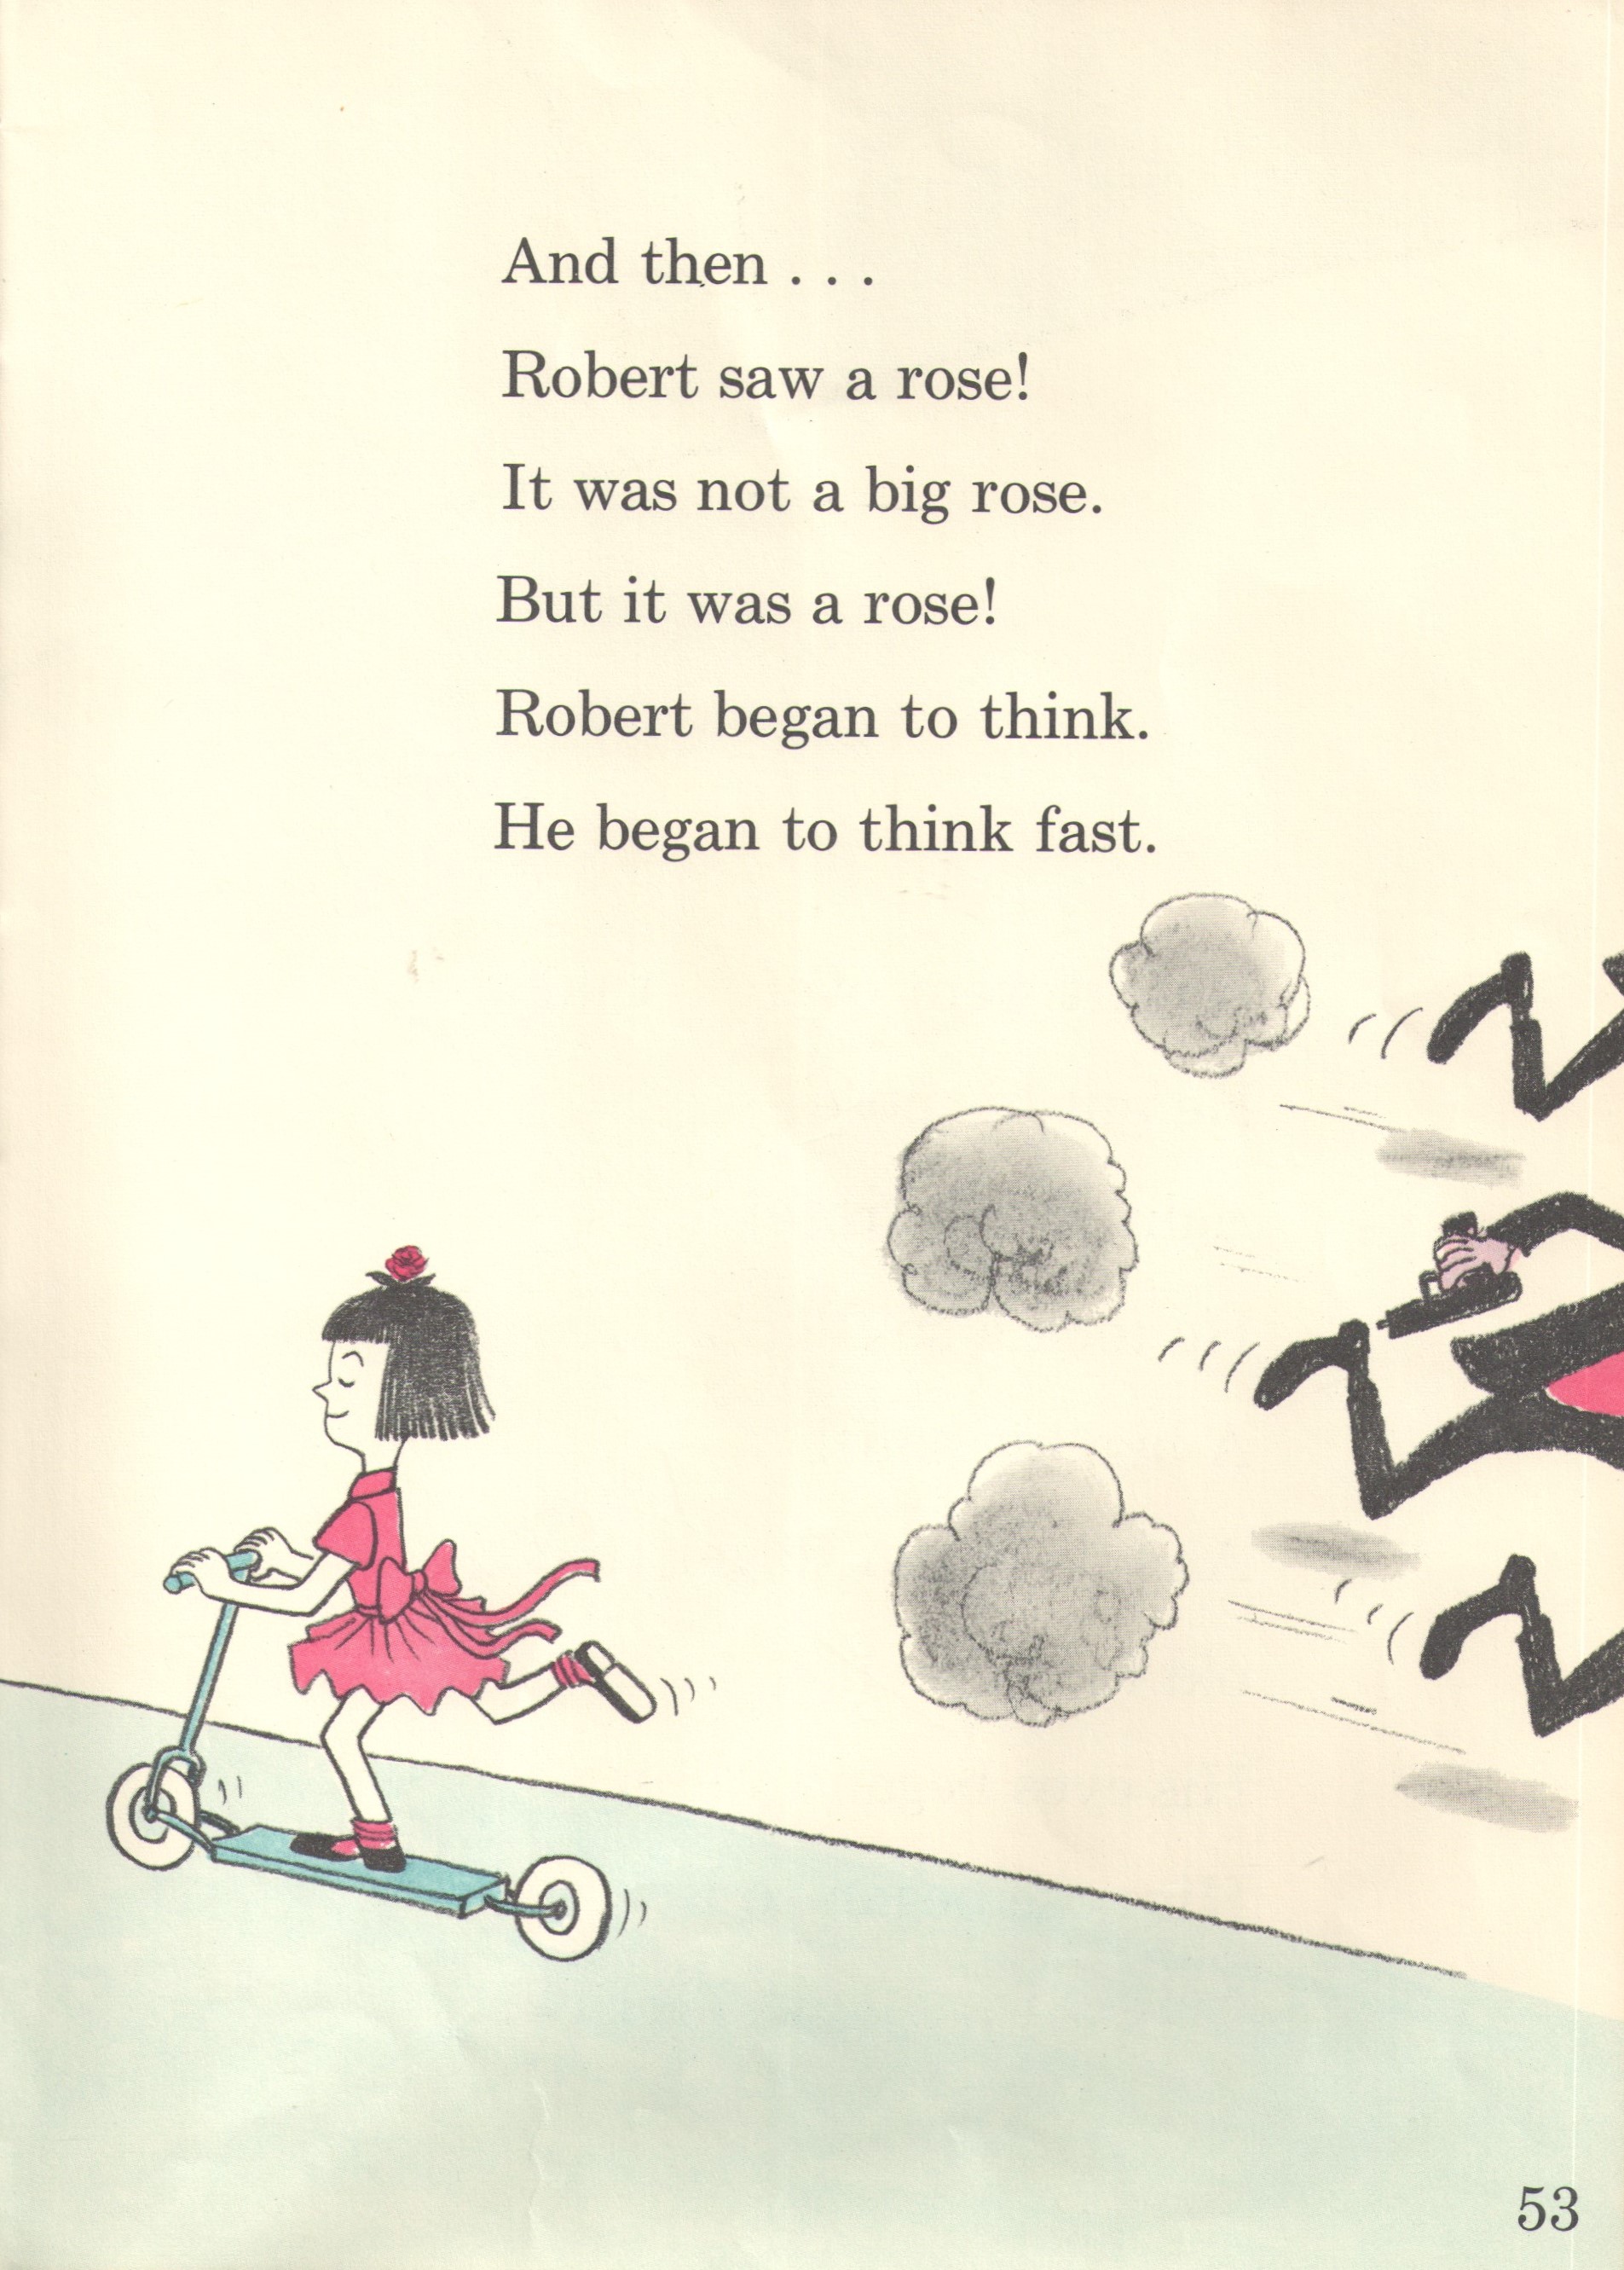 And then . . .
Robert saw a rose!
It was not a big rose.
But it was a rose!
Robert began to think.
He began to think fast.
53